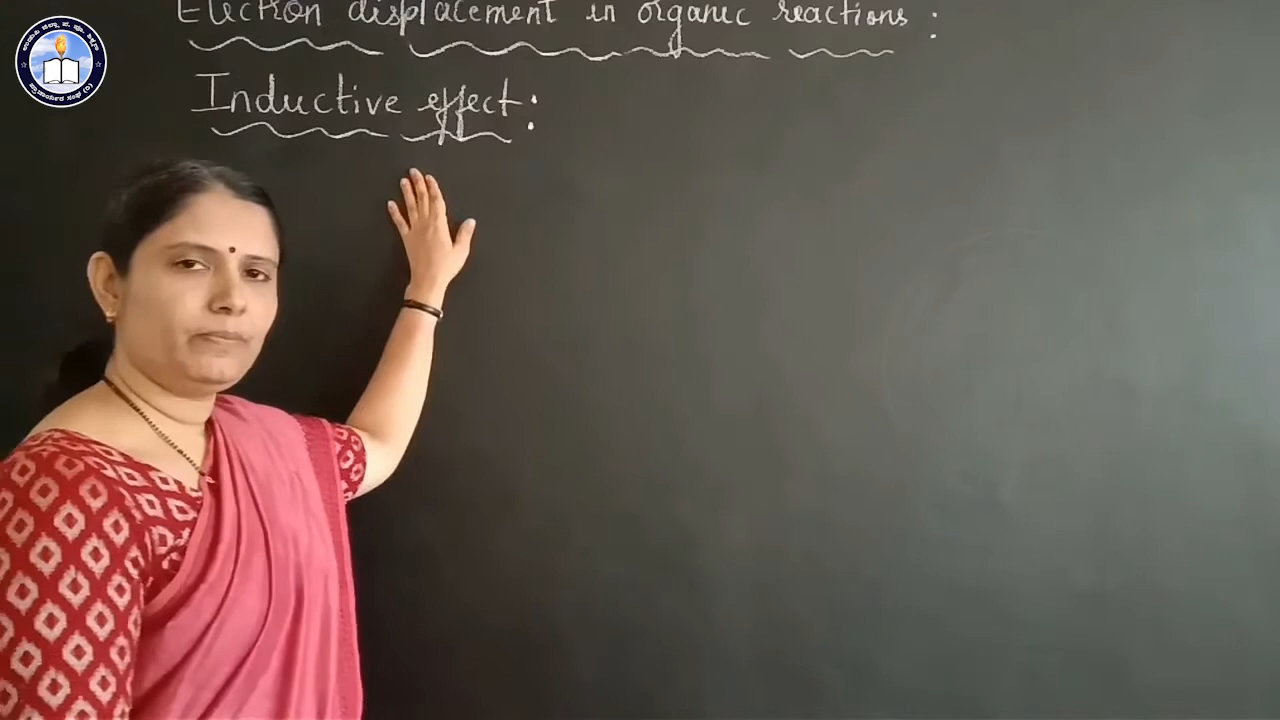 Electron displacement in organic reactions :
Inductive effect :